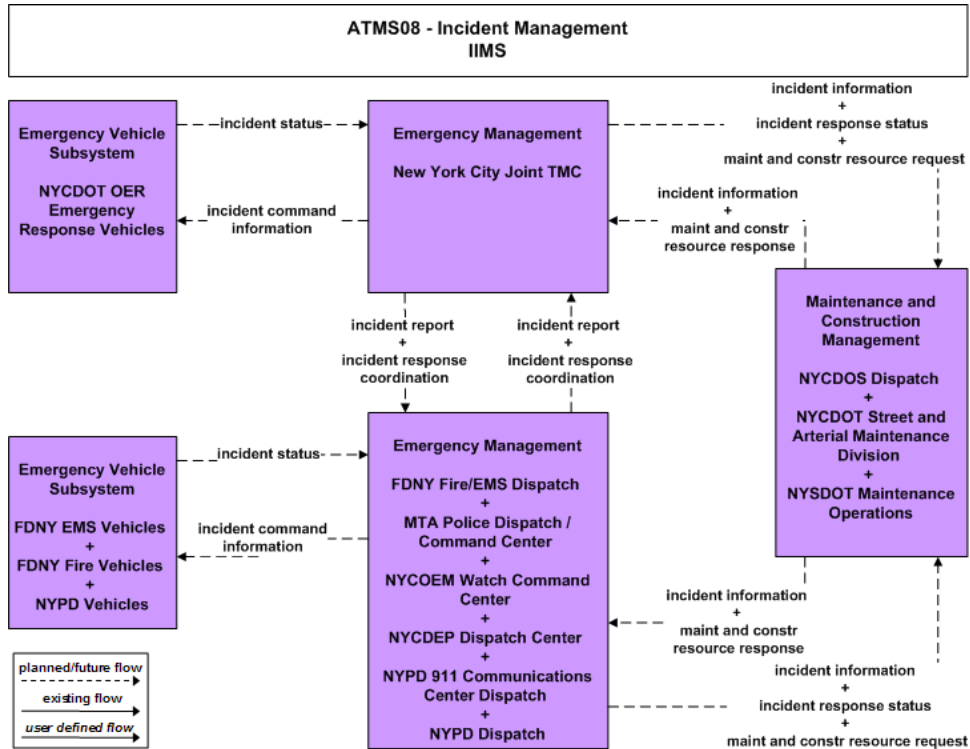 ATMS08 - Incident Management
IIMS
Emergency Vehicle
Subsystem
NYCDOT OER
Emergency
Response Vehicles
incident status
incident command
information
Emergency Management
New York City Joint TMC
incident information
+
incident response status
+
maint and constr resource request
incident information
+
maint and constr
resource response
Maintenance and
Construction
Management
NYCDOS Dispatch
+
NYCDOT Street and
Arterial Maintenance
Division
+
NYSDOT Maintenance
Operations
incident report
+
incident response
coordination
incident report
+
incident response
coordination
Emergency Vehicle
Subsystem
FDNY EMS Vehicles
+
FDNY Fire Vehicles
+
NYPD Vehicles
incident status
incident command
information
Emergency Management
FDNY Fire/EMS Dispatch
+
MTA Police Dispatch /
Command Center
+
NYCOEM Watch Command
Center
+
NYCDEP Dispatch Center
+
NYPD 911 Communications
Center Dispatch
+
NYPD Dispatch
incident information
+
maint and constr
resource response
incident information
+
incident response status
+
maint and constr resource request
planned/future flow
existing flow
user defined flow